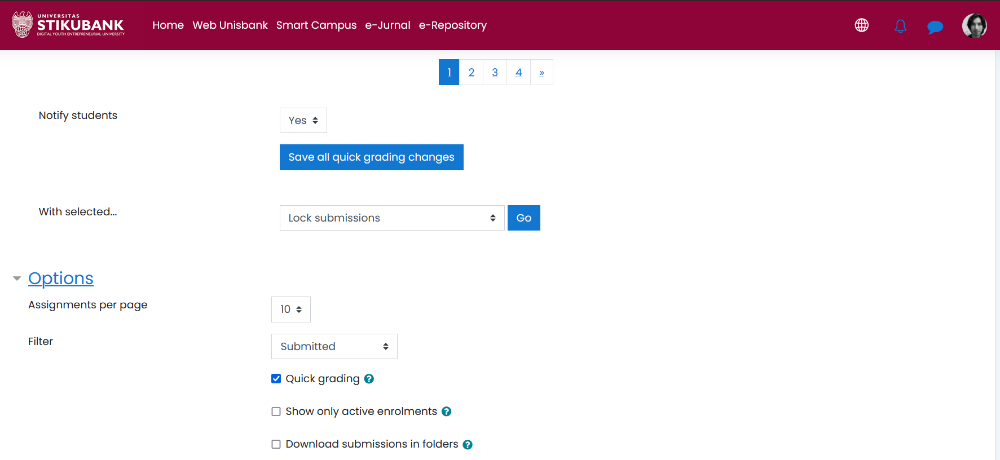 UNIVERSITAS
STIKUBANK
DIGITAL YOUTH ENTREPRENEURIAL UNIVERSITY
Home Web Unisbank Smart Campus e-Jurnal e-Repository
1 2 3 4 »
Notify students
Yes
Save all quick grading changes
With selected...
Lock submissions
Go
Options
Assignments per page
10
Filter
Submitted
Quick grading
Show only active enrolments
Download submissions in folders